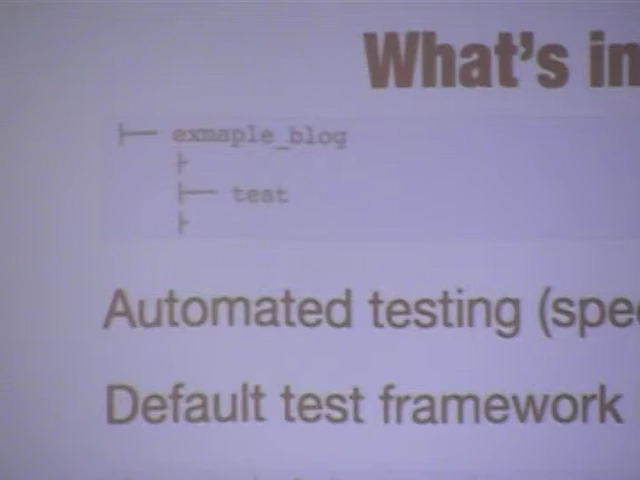 What's in
├── exmaple_blog
├
├── test
├
Automated testing (spe
Default test framework